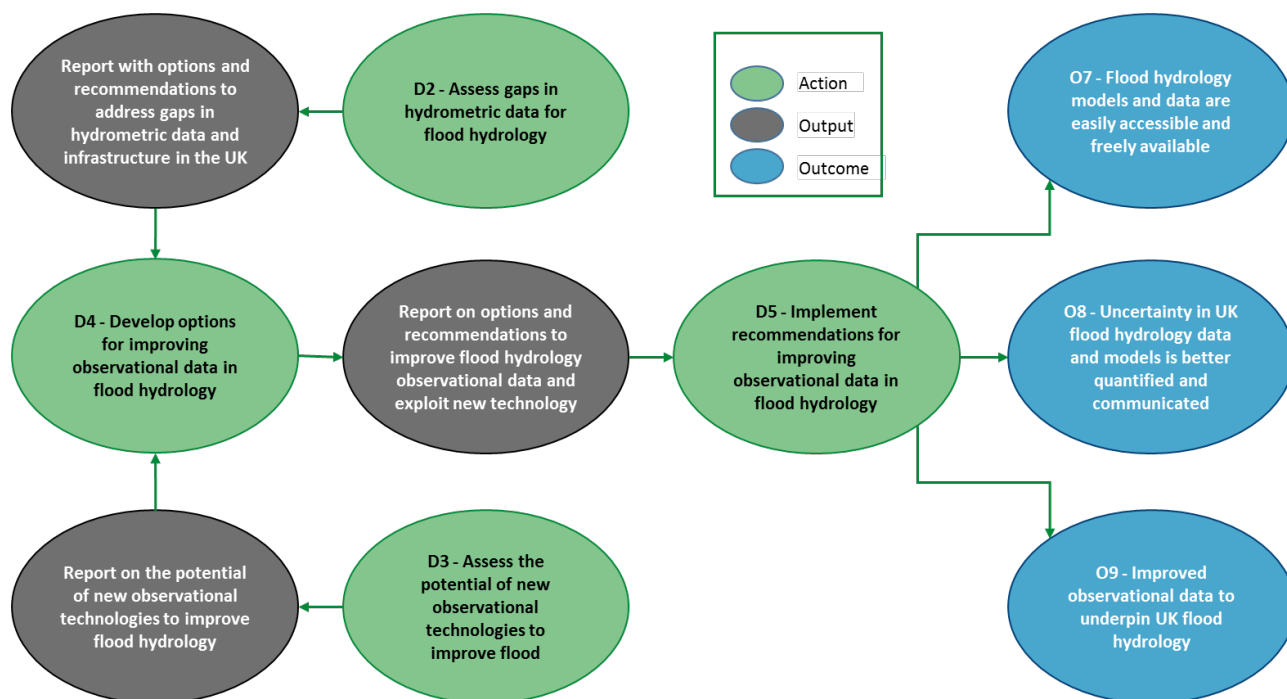 Report with options and
recommendations to
address gaps in
hydrometric data and
infrastructure in the UK
D2 - Assess gaps in
hydrometric data for
flood hydrology
Action
Output
Outcome
O7 - Flood hydrology
models and data are
easily accessible and
freely available
D4 - Develop options
for improving
observational data in
flood hydrology
Report on options and
recommendations to
improve flood hydrology
observational data and
exploit new technology
D5 - Implement
recommendations for
improving
observational data in
flood hydrology
O8 - Uncertainty in UK
flood hydrology data
and models is better
quantified and
communicated
Report on the potential
of new observational
technologies to improve
flood hydrology
D3 - Assess the
potential of new
observational
technologies to
improve flood
O9 - Improved
observational data to
underpin UK flood
hydrology